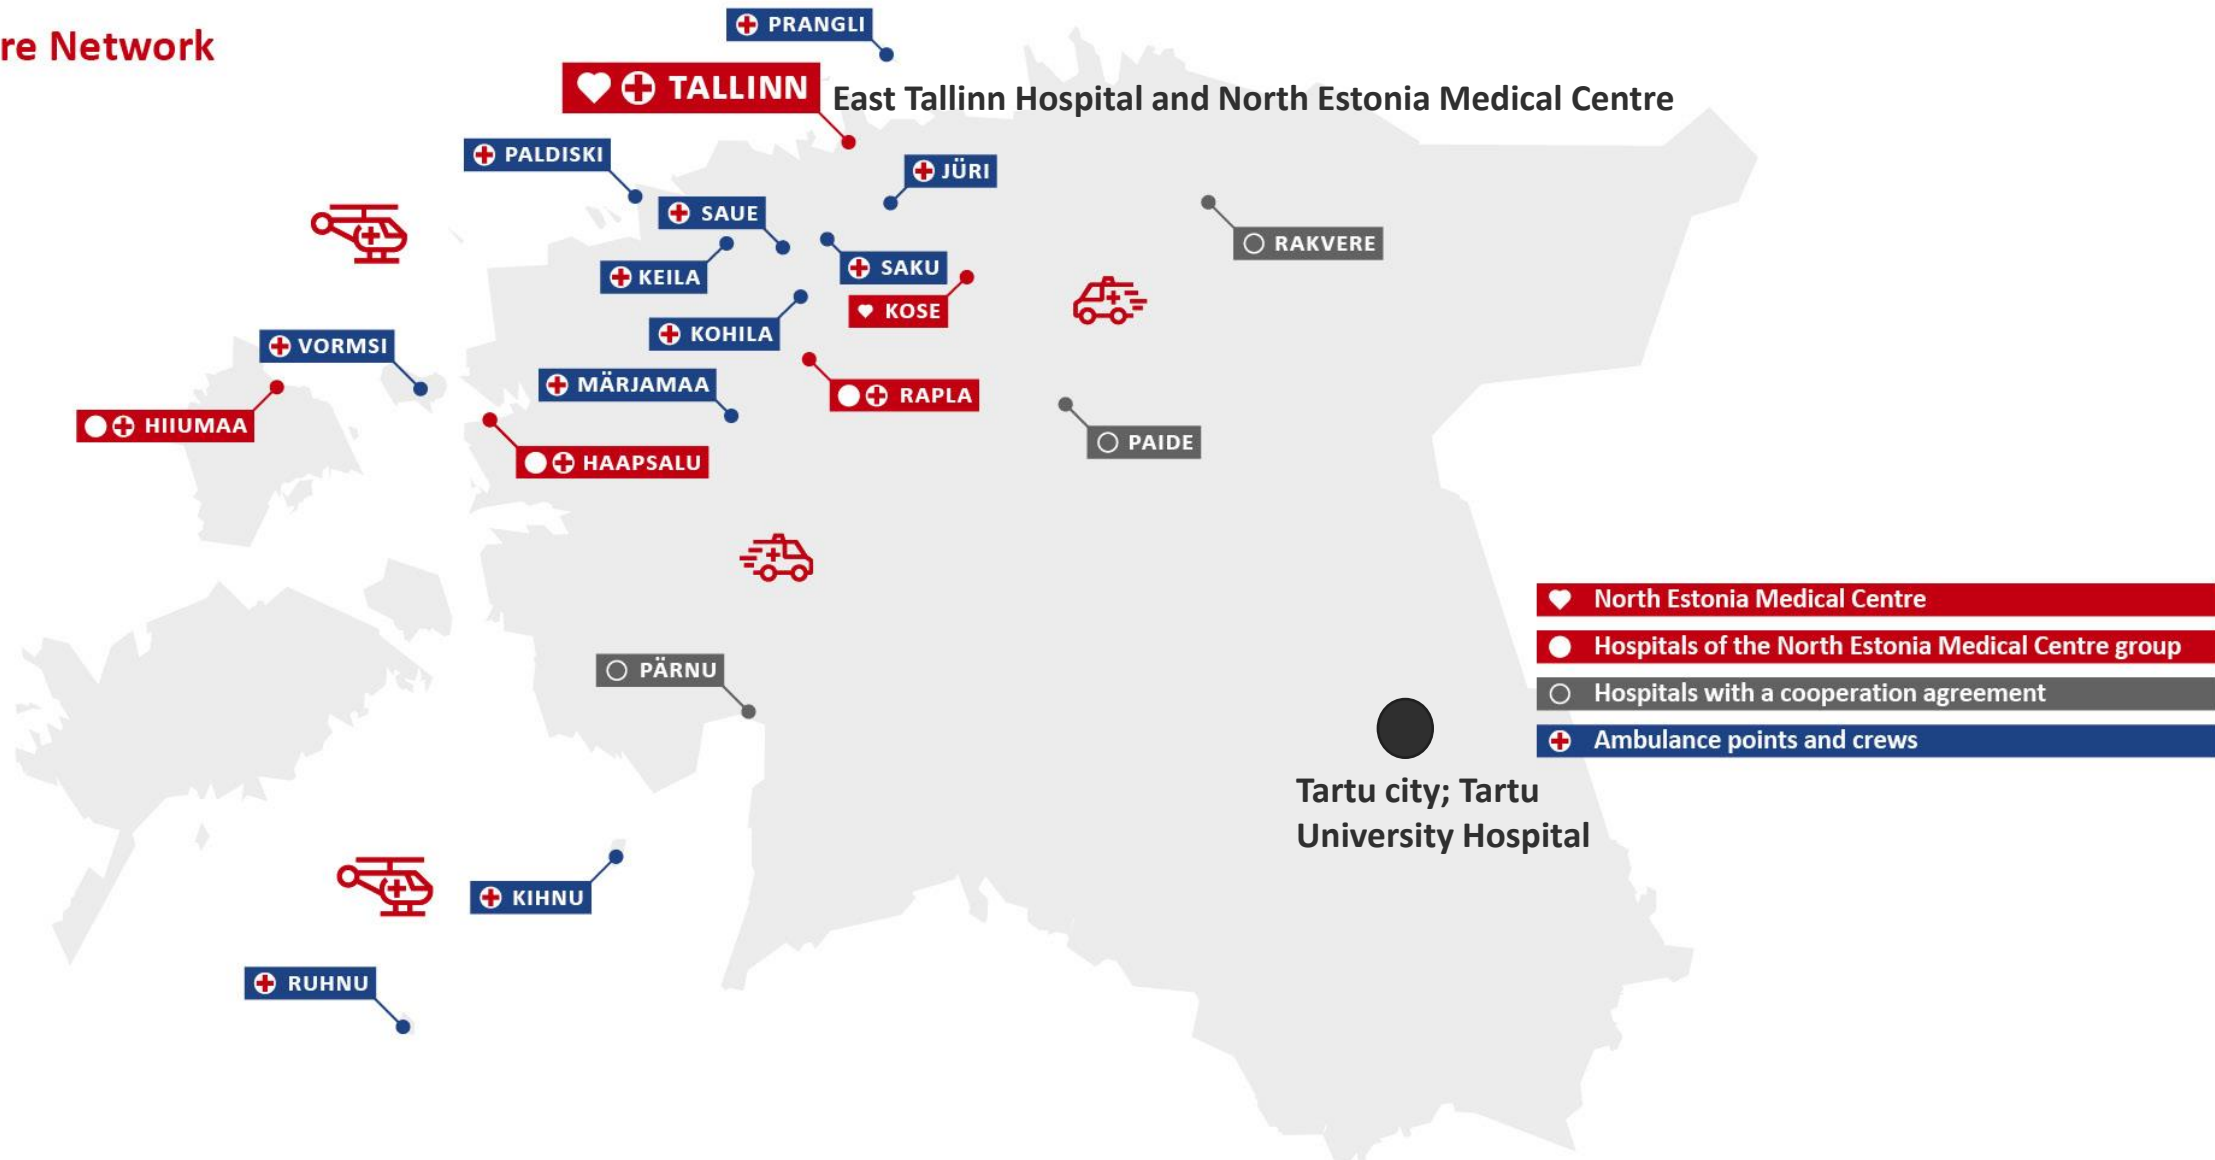 re Network
PRANGLI
TALLINN
East Tallinn Hospital and North Estonia Medical Centre
PALDISKI
JÜRI
SAUE
RAKVERE
KEILA
SAKU
KOSE
KOHILA
VORMSI
MÄRJAMAA
RAPLA
HIIUMAA
PAIDE
HAAPSALU
North Estonia Medical Centre
Hospitals of the North Estonia Medical Centre group
PÄRNU
Hospitals with a cooperation agreement
Ambulance points and crews
Tartu city; Tartu
University Hospital
KIHNU
RUHNU